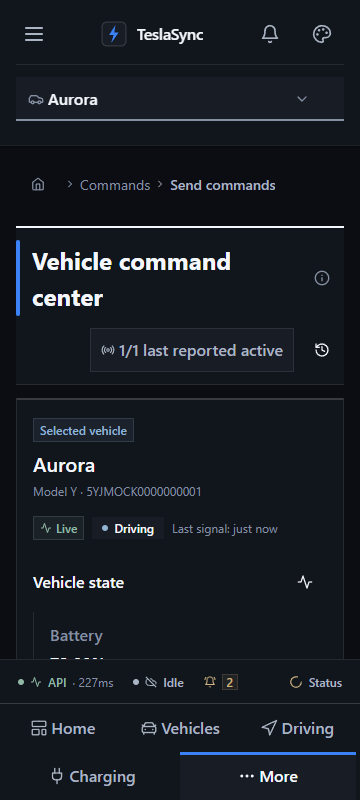 TeslaSync
Aurora
Commands Send commands
Vehicle command
center
1/1 last reported active
Selected vehicle
Aurora
Model Y · 5YJMOCK0000000001
Live Driving Last signal: just now
Vehicle state
Battery
API · 227ms Idle 2 Status
Home Vehicles Driving
Charging More